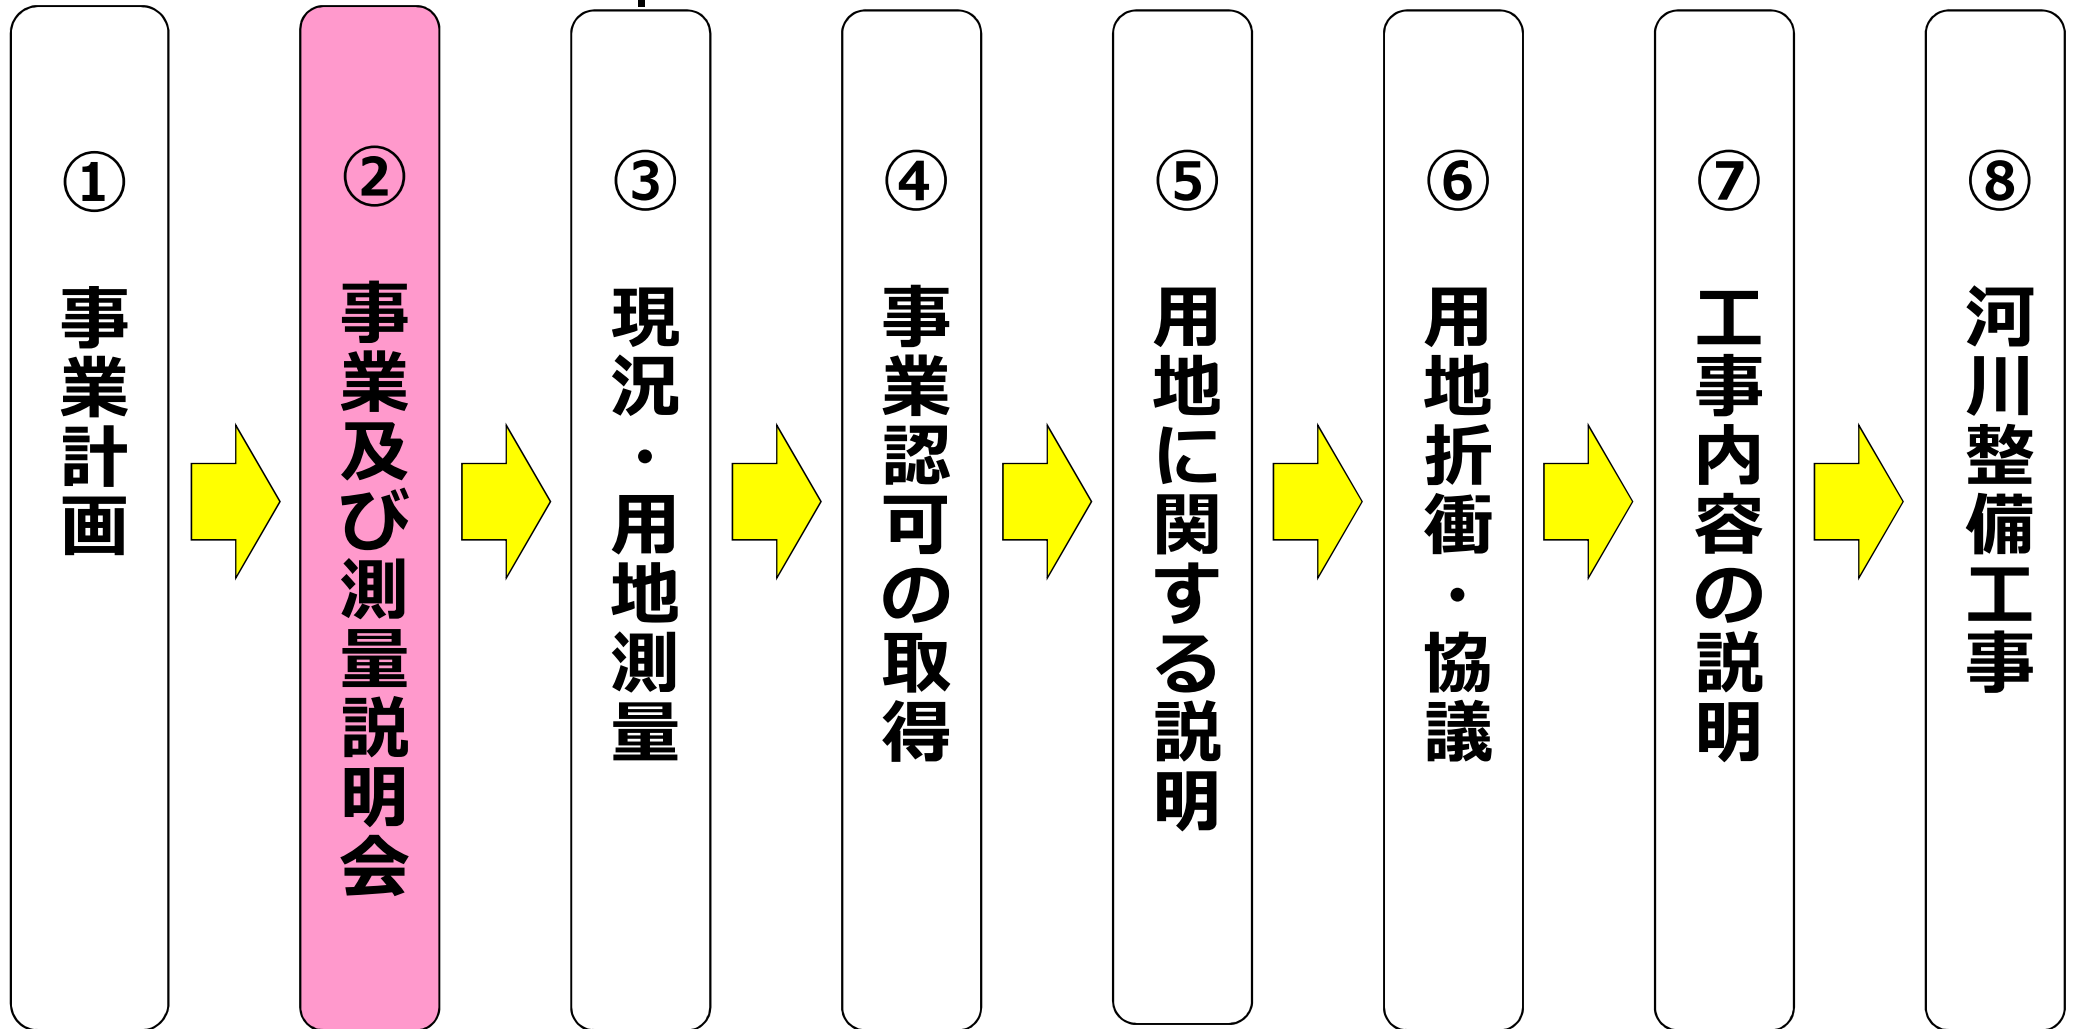 ① 事業計画
② 事業及び測量説明会
③ 現況・用地測量
④ 事業認可の取得
⑤ 用地に関する説明
⑥ 用地折衝・協議
⑦ 工事内容の説明
⑧ 河川整備工事